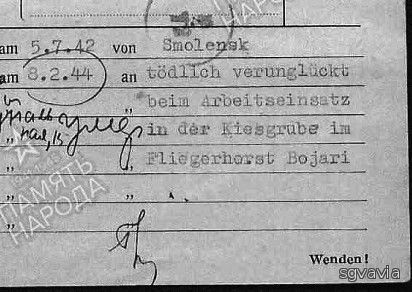 НАРОДА
am 5.7.42 von Smolensk
am 8.2.44 an tödlich verunglückt
" beim Arbeitseinsatz
" in der Kiesgrube im
" " Fliegerhorst Bojari
ПАМЯТЬ
НАРОДА
" "
"
Wenden!
sgvavia